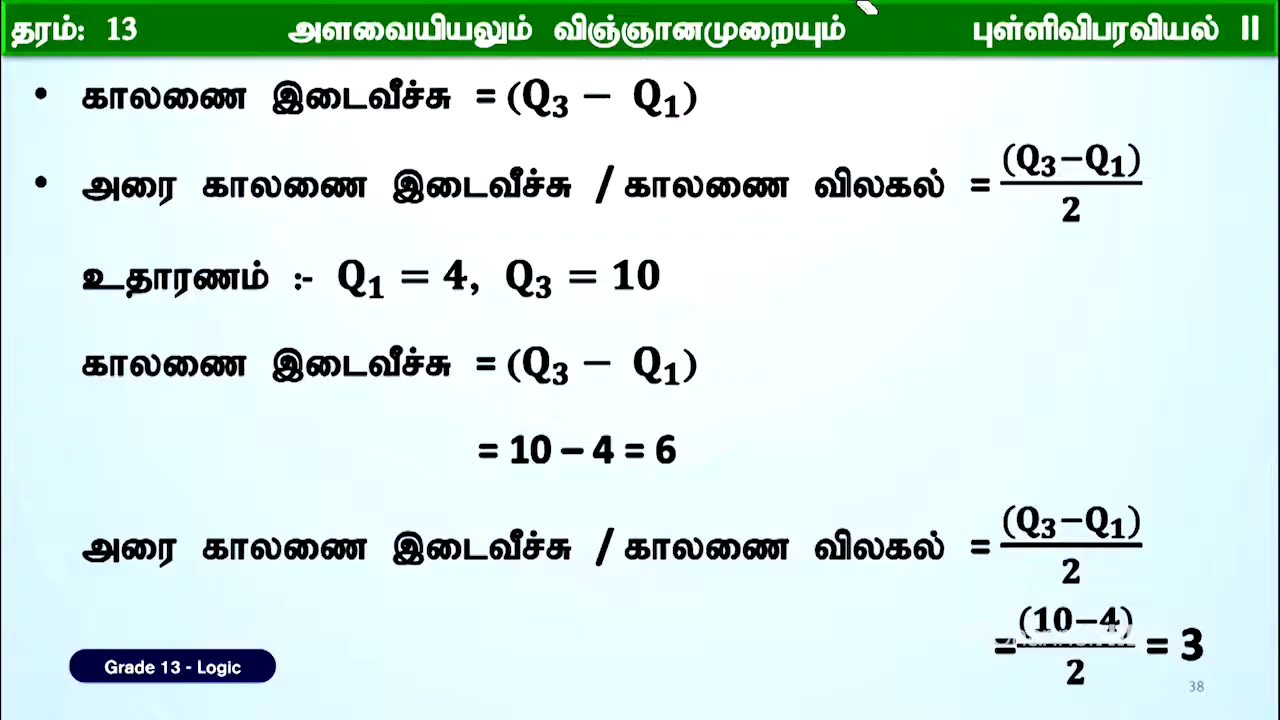 தரம்: 13 அளவையியலும் விஞ்ஞானமுறையும் புள்ளிவிபரவியல் II
• காலணை இடைவீச்சு = (Q₃ − Q₁)
• அரை காலணை இடைவீச்சு / காலணை விலகல் = (Q₃−Q₁)/2
உதாரணம் :- Q₁ = 4, Q₃ = 10
காலணை இடைவீச்சு = (Q₃ − Q₁)
= 10 – 4 = 6
அரை காலணை இடைவீச்சு / காலணை விலகல் = (Q₃−Q₁)/2
= (10−4)/2 = 3
Grade 13 - Logic
38